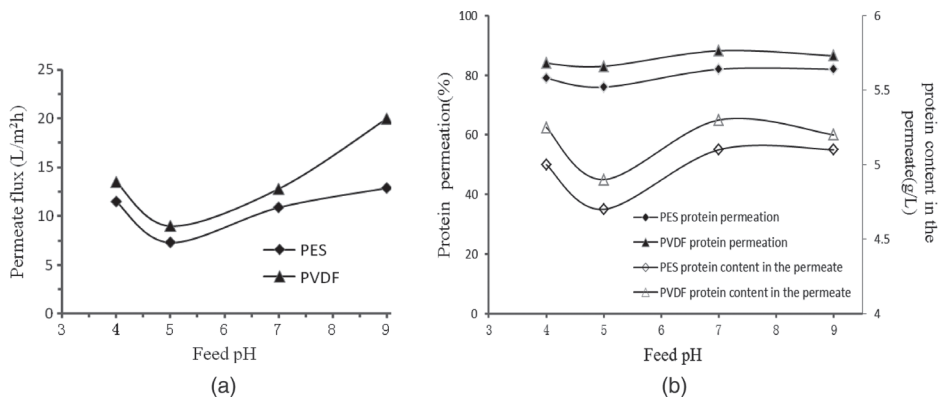 25
20
15
10
5
0
Permeate flux (L/m²h)
3 4 5 6 7 8 9
Feed pH
PES
PVDF
(a)
100
80
60
40
20
0
Protein permeation(%)
6
5.5
5
4.5
4
protein content in the
permeate(g/L)
PES protein permeation
PVDF protein permeation
PES protein content in the permeate
PVDF protein content in the permeate
3 4 5 6 7 8 9
Feed pH
(b)